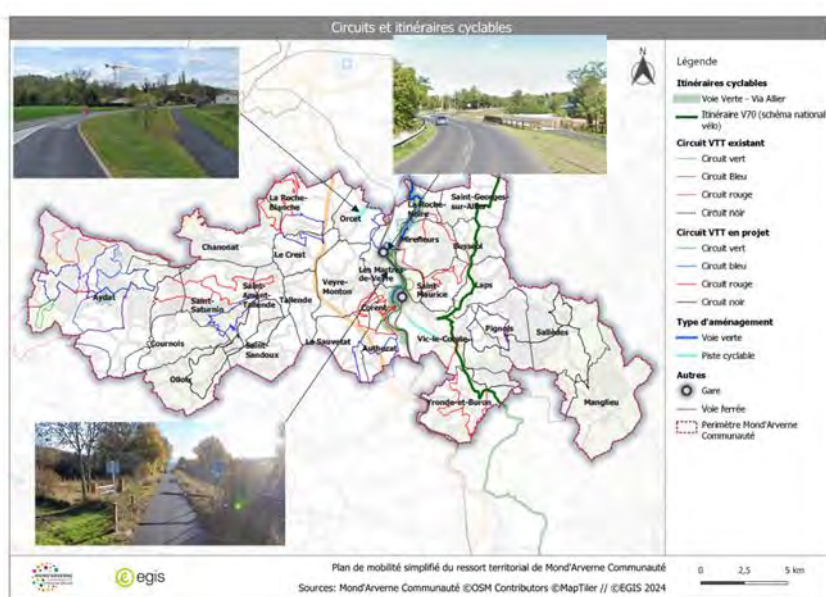 Circuits et itinéraires cyclables
N
Légende
Itinéraires cyclables
Voie Verte - Via Allier
Itinéraire V70 (schéma national
vélo)
Circuit VTT existant
Circuit vert
Circuit Bleu
Circuit rouge
Circuit noir
Circuit VTT en projet
Circuit vert
Circuit bleu
Circuit rouge
Circuit noir
Type d'aménagement
Voie verte
Piste cyclable
Autres
Gare
Voie ferrée
Perimètre Mond'Arverne
Communauté
La Roche-
Blanche
Orcet
La Roche-
Noire
Saint-Georges-
sur-Allier
Chanonat
Mirefleurs
Busséol
Le Crest
Les Martres-
de-Veyre
Veyre-
Monton
Saint-
Maurice
Laps
Aydat
Saint-
Saturnin
Saint-
Amant-
Tallende
Tallende
Corent
Pignols
Sallèdes
Cournols
Saint-
Sandoux
Le Sauvetat
Authezat
Vic-le-Comte
Olloix
Yronde-et-Buron
Manglieu
MOND'ARVERNE
egis
Plan de mobilité simplifié du ressort territorial de Mond'Arverne Communauté
Sources: Mond'Arverne Communauté ©OSM Contributors ©MapTiler // ©EGIS 2024
0 2,5 5 km